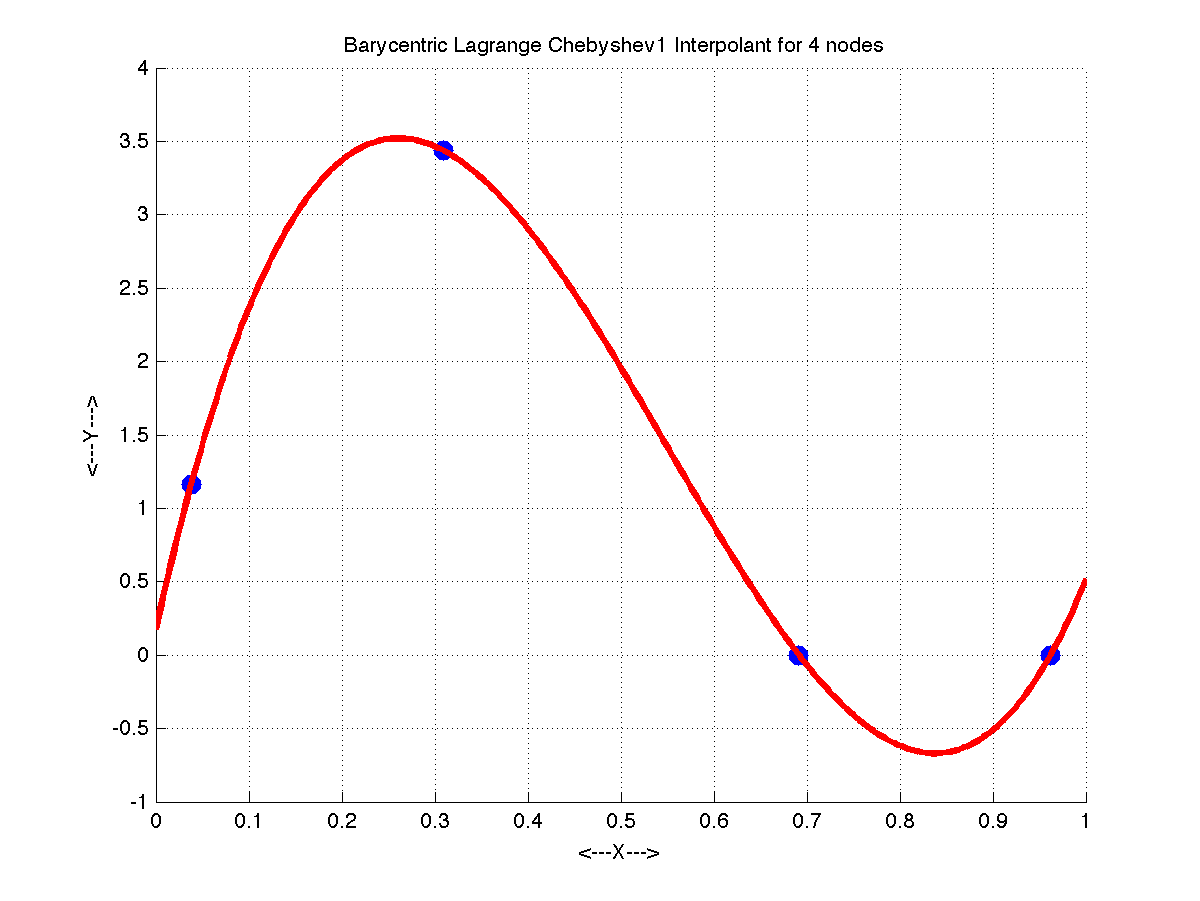 Barycentric Lagrange Chebyshev1 Interpolant for 4 nodes
4
3.5
3
2.5
2
1.5
1
0.5
0
-0.5
-1
<---Y--->
0 0.1 0.2 0.3 0.4 0.5 0.6 0.7 0.8 0.9 1
<---X--->